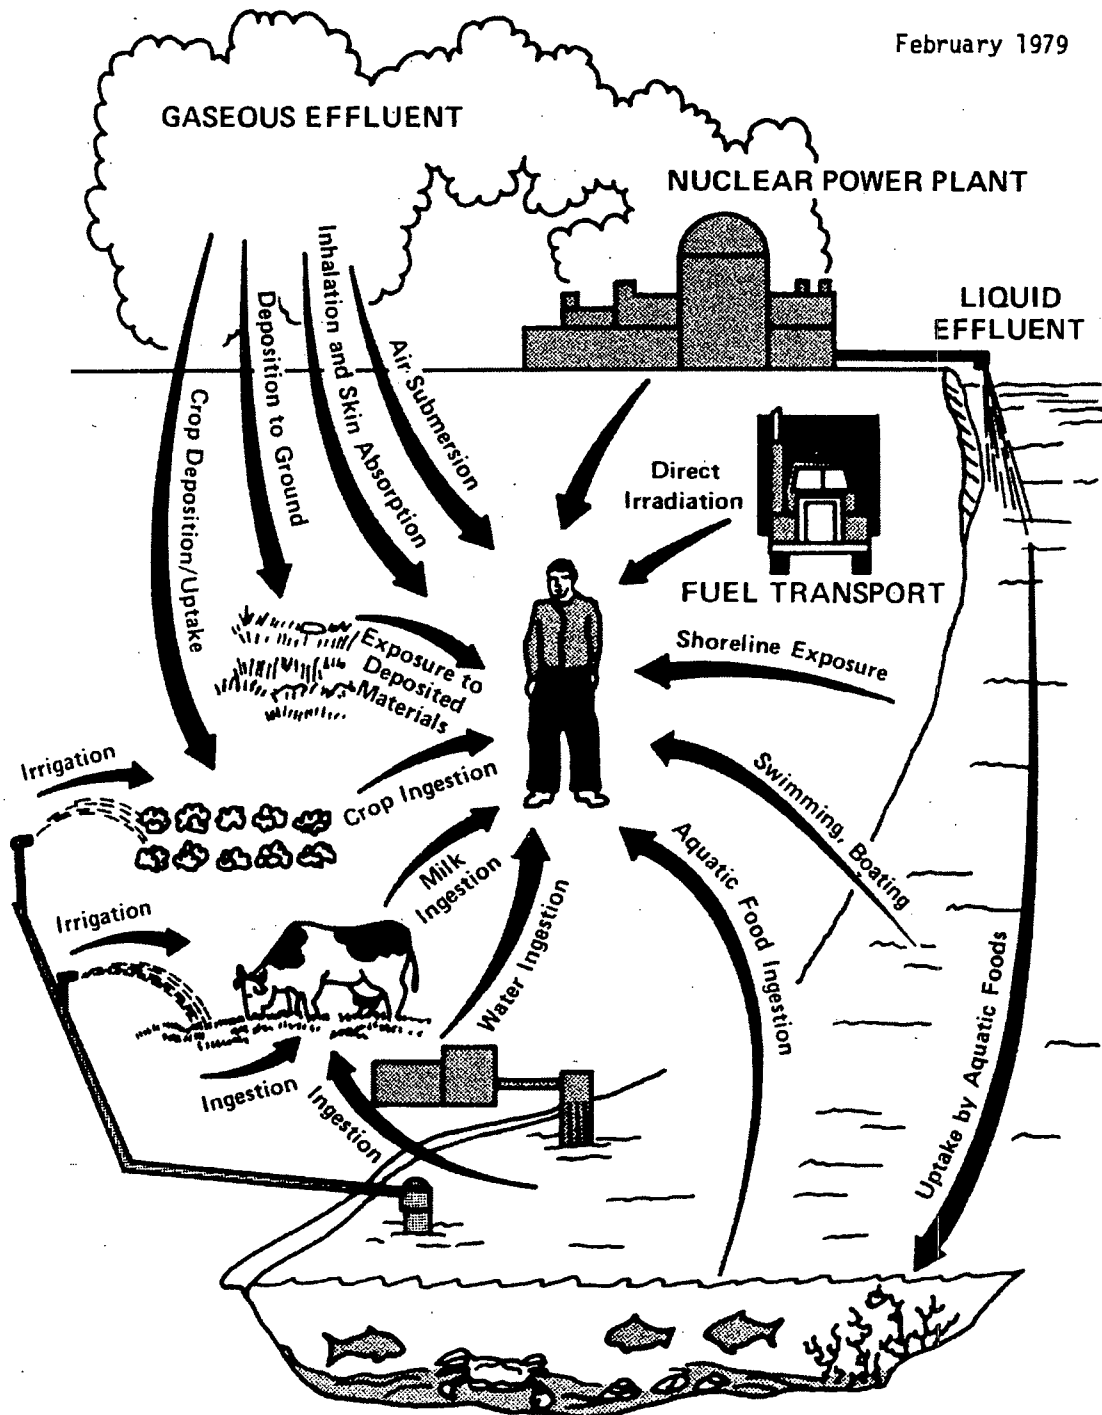 February 1979
GASEOUS EFFLUENT
NUCLEAR POWER PLANT
LIQUID
EFFLUENT
Inhalation and Skin Absorption
Deposition to Ground
Air Submersion
Crop Deposition/Uptake
Direct
Irradiation
FUEL TRANSPORT
Shoreline Exposure
Exposure to
Deposited
Materials
Irrigation
Crop Ingestion
Swimming, Boating
Milk
Ingestion
Aquatic Food Ingestion
Water Ingestion
Irrigation
Uptake by Aquatic Foods
Ingestion
Ingestion